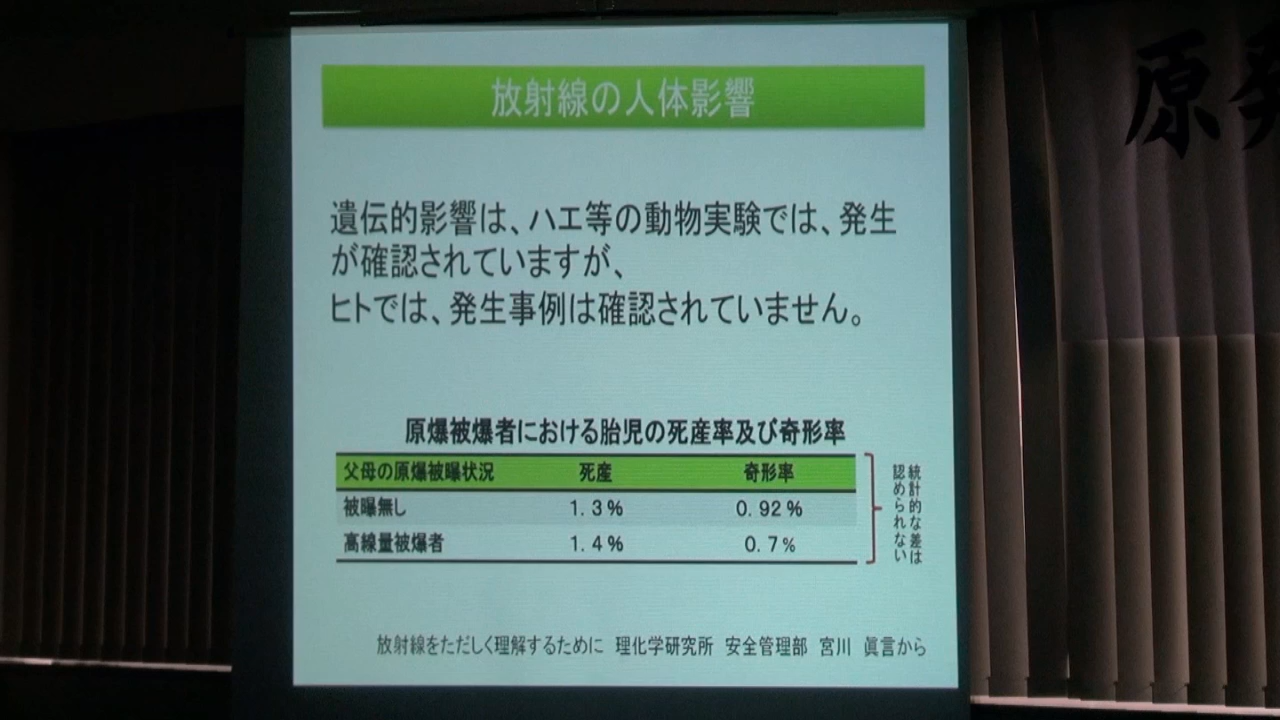 放射線の人体影響
原発
遺伝的影響は、ハエ等の動物実験では、発生
が確認されていますが、
ヒトでは、発生事例は確認されていません。
原爆被爆者における胎児の死産率及び奇形率
父母の原爆被曝状況 死産 奇形率
被曝無し 1.3% 0.92%
高線量被爆者 1.4% 0.7%
統計的な差は
認められない
放射線をただしく理解するために 理化学研究所 安全管理部 宮川 眞言から